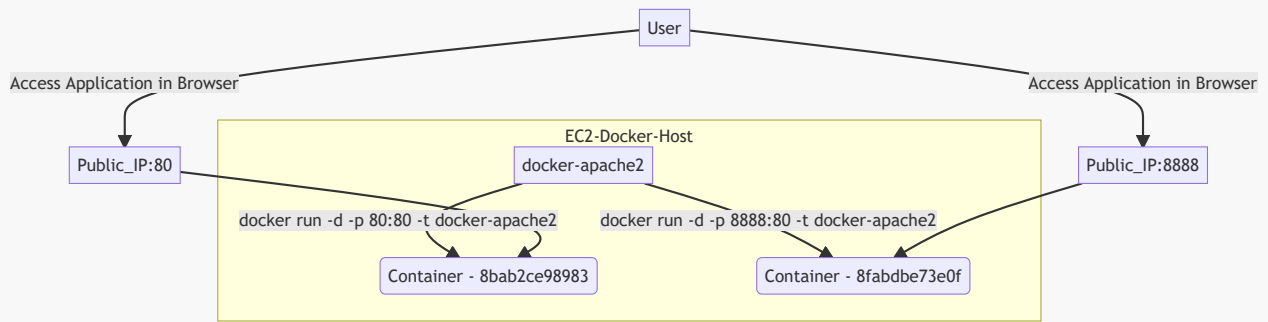 User
Access Application in Browser
Access Application in Browser
EC2-Docker-Host
Public_IP:80
docker-apache2
Public_IP:8888
docker run -d -p 80:80 -t docker-apache2
docker run -d -p 8888:80 -t docker-apache2
Container - 8bab2ce98983
Container - 8fabdbe73e0f